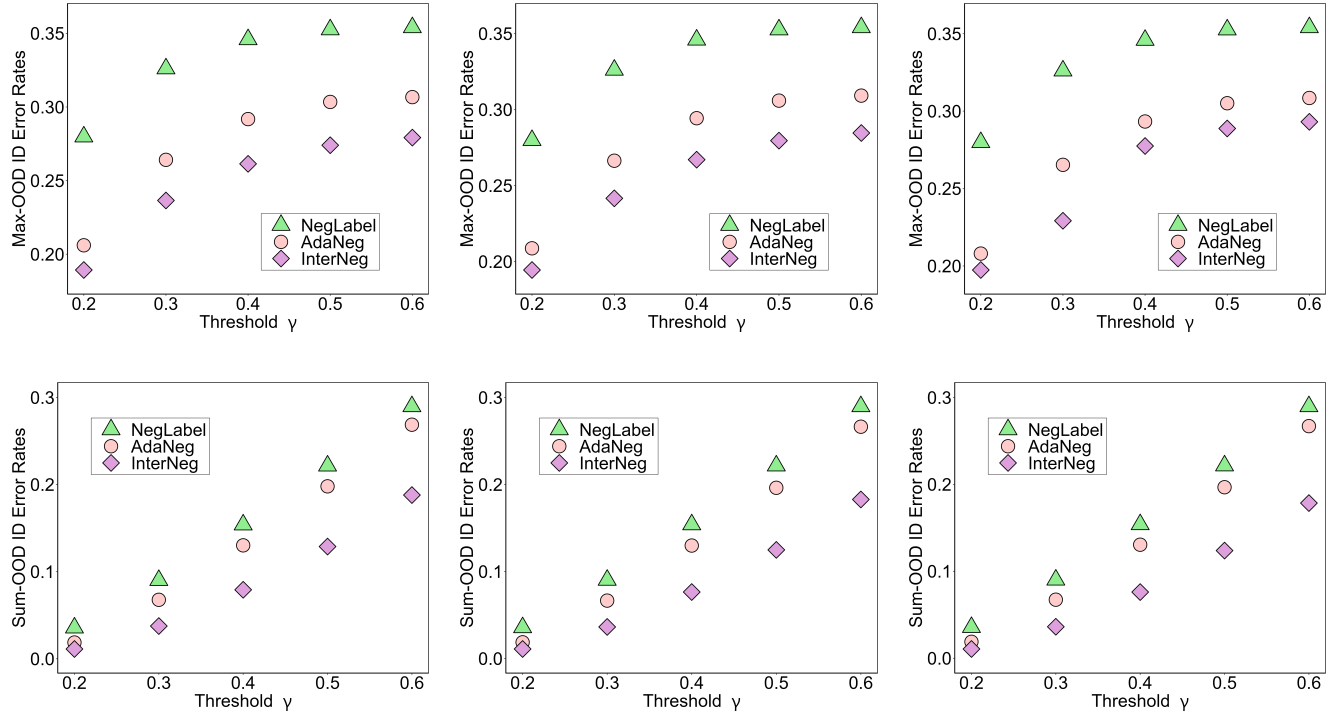 Max-OOD ID Error Rates
0.35
0.30
0.25
0.20
NegLabel
AdaNeg
InterNeg
0.2 0.3 0.4 0.5 0.6
Threshold γ
Max-OOD ID Error Rates
0.35
0.30
0.25
0.20
NegLabel
AdaNeg
InterNeg
0.2 0.3 0.4 0.5 0.6
Threshold γ
Max-OOD ID Error Rates
0.35
0.30
0.25
0.20
NegLabel
AdaNeg
InterNeg
0.2 0.3 0.4 0.5 0.6
Threshold γ
Sum-OOD ID Error Rates
0.3
0.2
0.1
0.0
NegLabel
AdaNeg
InterNeg
0.2 0.3 0.4 0.5 0.6
Threshold γ
Sum-OOD ID Error Rates
0.3
0.2
0.1
0.0
NegLabel
AdaNeg
InterNeg
0.2 0.3 0.4 0.5 0.6
Threshold γ
Sum-OOD ID Error Rates
0.3
0.2
0.1
0.0
NegLabel
AdaNeg
InterNeg
0.2 0.3 0.4 0.5 0.6
Threshold γ